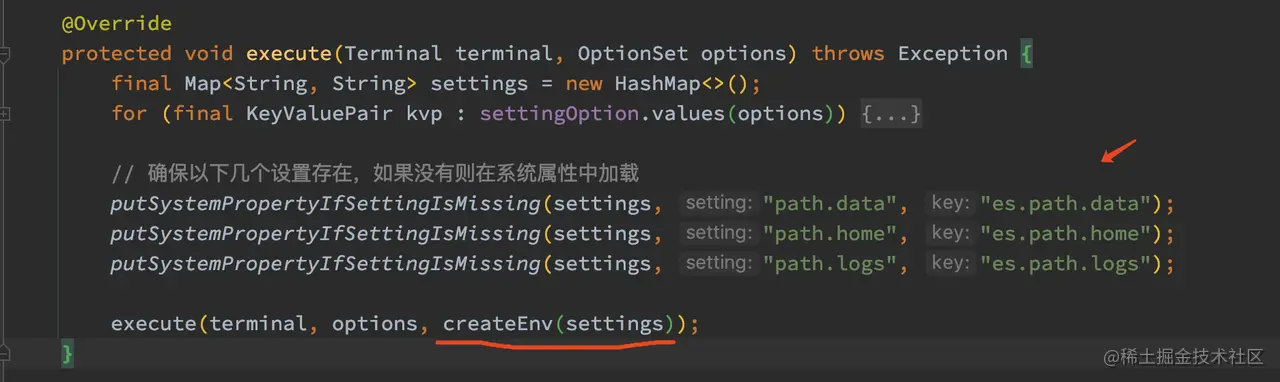 @Override
protected void execute(Terminal terminal, OptionSet options) throws Exception {
final Map<String, String> settings = new HashMap<>();
for (final KeyValuePair kvp : settingOption.values(options)) {...}
// 确保以下几个设置存在，如果没有则在系统属性中加载
putSystemPropertyIfSettingIsMissing(settings, setting: "path.data", key: "es.path.data");
putSystemPropertyIfSettingIsMissing(settings, setting: "path.home", key: "es.path.home");
putSystemPropertyIfSettingIsMissing(settings, setting: "path.logs", key: "es.path.logs");
execute(terminal, options, createEnv(settings));
}
@稀土掘金技术社区